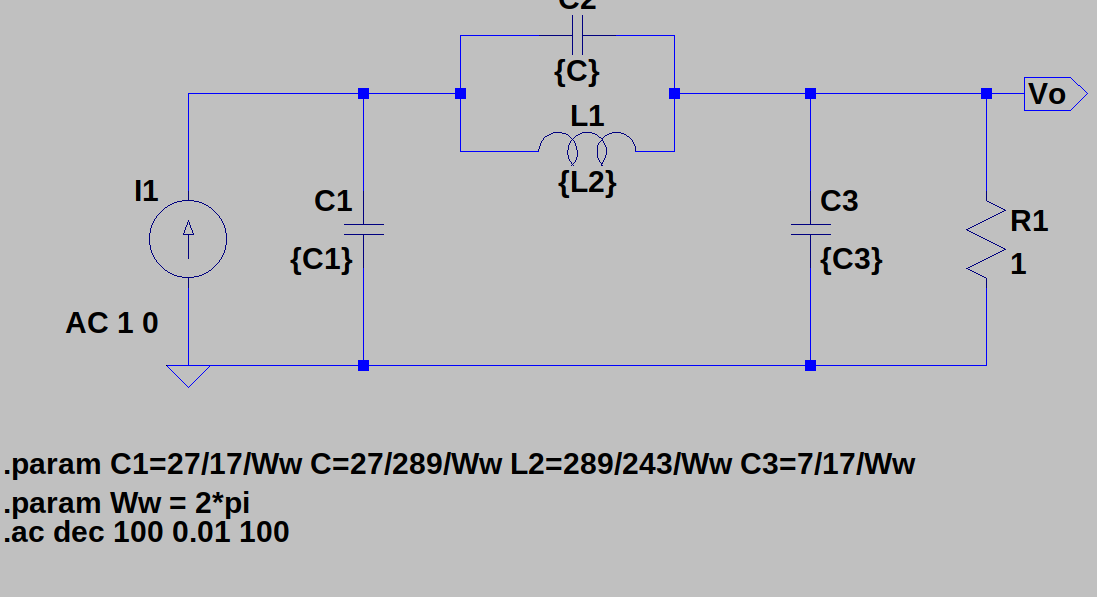 C2
{C}
L1
{L2}
Vo
I1
AC 1 0
C1
{C1}
C3
{C3}
R1
1
.param C1=27/17/Ww C=27/289/Ww L2=289/243/Ww C3=7/17/Ww
.param Ww = 2*pi
.ac dec 100 0.01 100